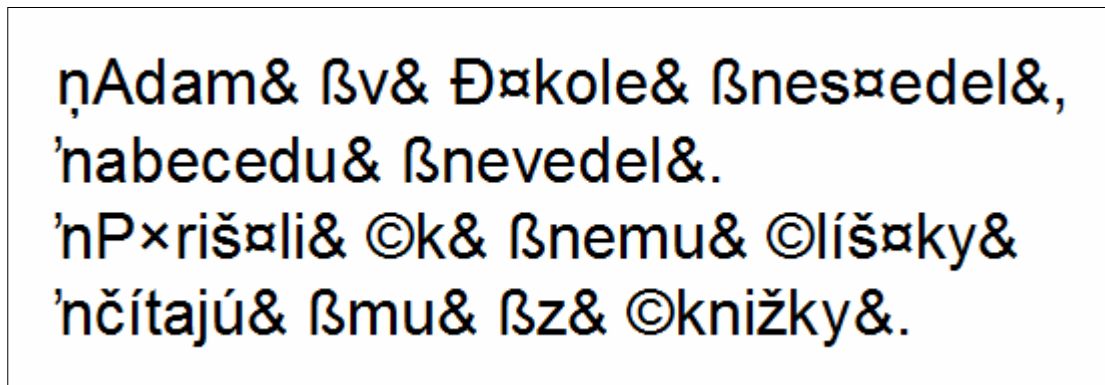 ņAdam& ßv& Đ¤kole& ßnes¤edel&,
ŉabecedu& ßnevedel&.
ŉP×riš¤li& ©k& ßnemu& ©líš¤ky&
ŉčítajú& ßmu& ßz& ©knižky&.